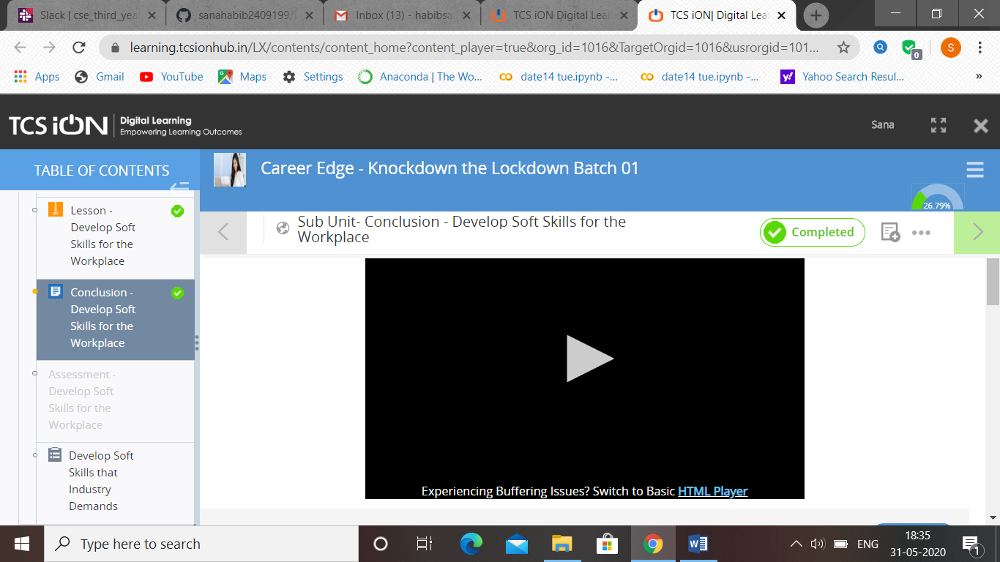 Slack | cse_third_yea
sanahabib2409199/
Inbox (13) - habibsa
TCS iON Digital Lea
TCS iON| Digital Lea
learning.tcsionhub.in/LX/contents/content_home?content_player=true&org_id=1016&TargetOrgid=1016&usrorgid=101...
S
0
Apps
Gmail
YouTube
Maps
Settings
Anaconda | The Wo...
date14 tue.ipynb -...
date14 tue.ipynb -...
Yahoo Search Resul...
»
TCS iON
Digital Learning
Empowering Learning Outcomes
Sana
TABLE OF CONTENTS
Career Edge - Knockdown the Lockdown Batch 01
26.79%
Lesson -
Develop Soft
Skills for the
Workplace
Conclusion -
Develop Soft
Skills for the
Workplace
Assessment -
Develop Soft
Skills for the
Workplace
Develop Soft
Skills that
Industry
Demands
Sub Unit- Conclusion - Develop Soft Skills for the
Workplace
Completed
Experiencing Buffering Issues? Switch to Basic HTML Player
Type here to search
ENG
18:35
31-05-2020
1